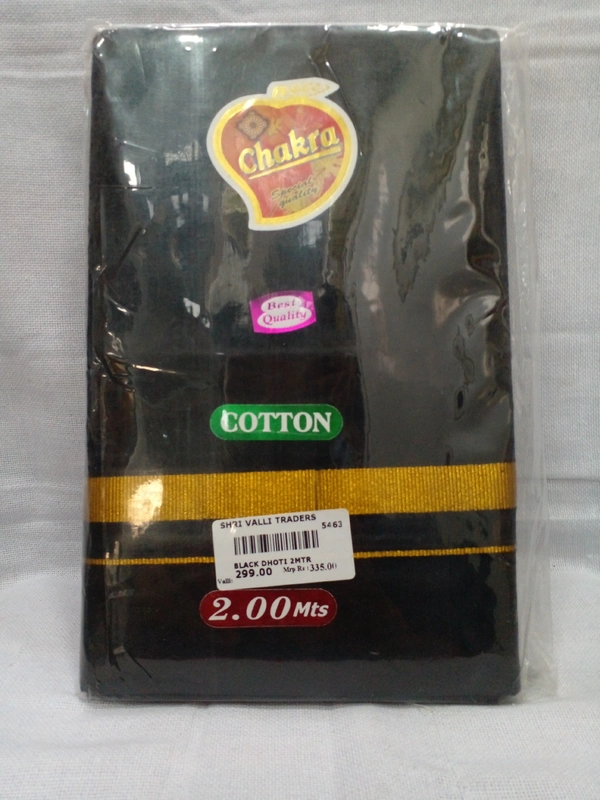 Chakra
Special
quality
Best
Quality
COTTON
SHRI VALLI TRADERS
5463
BLACK DHOTI 2MTR
Valli: 299.00 Mrp Rs :335.00
2.00 Mts